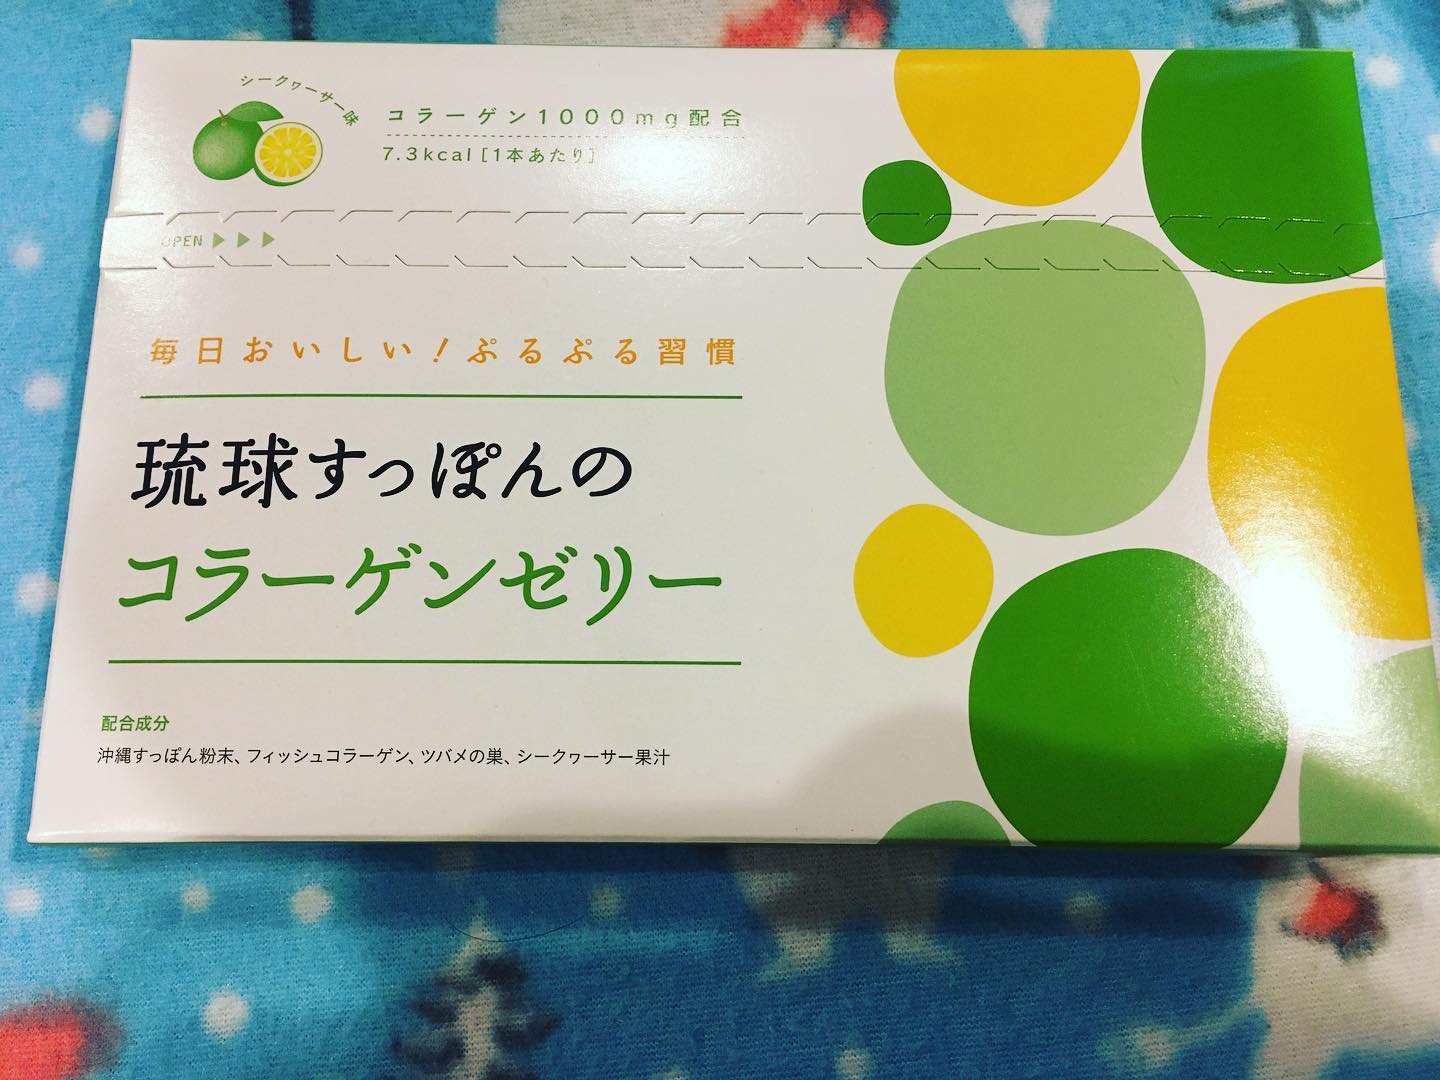 シークヮーサー味
コラーゲン1000mg配合
7.3kcal [1本あたり]
OPEN
毎日おいしい!ぷるぷる習慣
琉球すっぽんの
コラーゲンゼリー
配合成分
沖縄すっぽん粉末、フィッシュコラーゲン、ツバメの巣、シークヮーサー果汁